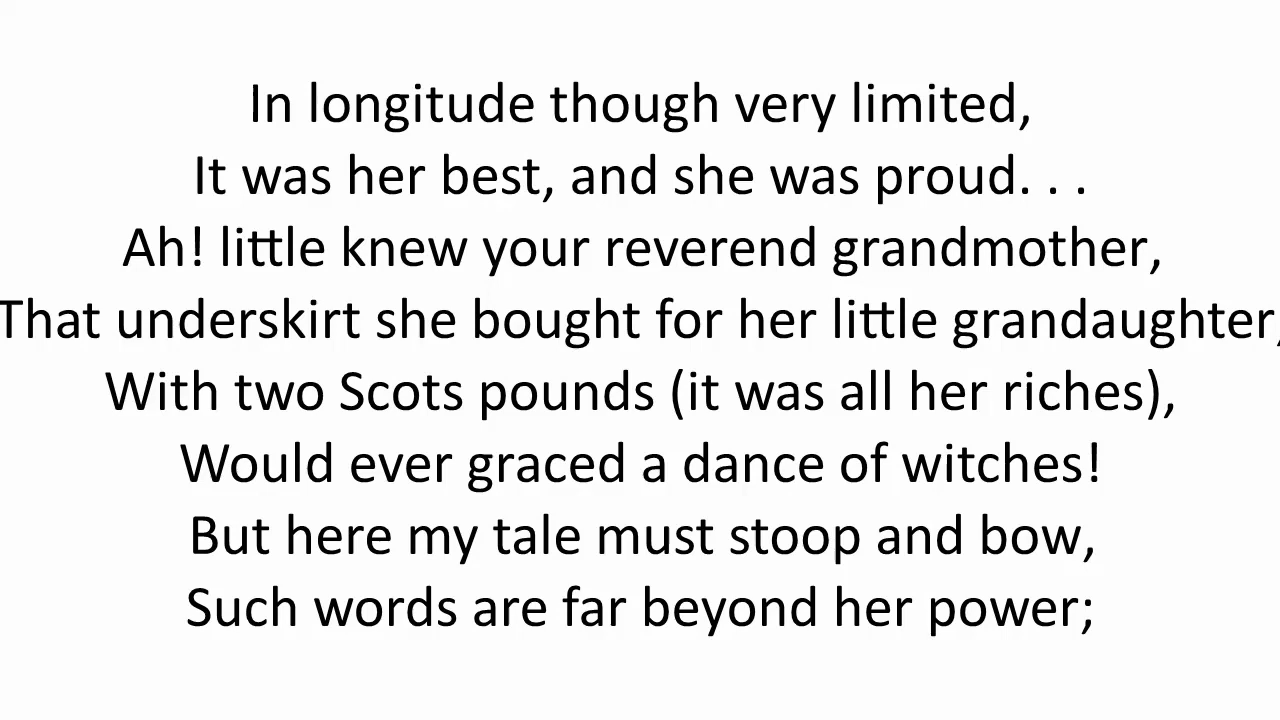 In longitude though very limited,
It was her best, and she was proud. . .
Ah! little knew your reverend grandmother,
That underskirt she bought for her little grandaughter,
With two Scots pounds (it was all her riches),
Would ever graced a dance of witches!
But here my tale must stoop and bow,
Such words are far beyond her power;